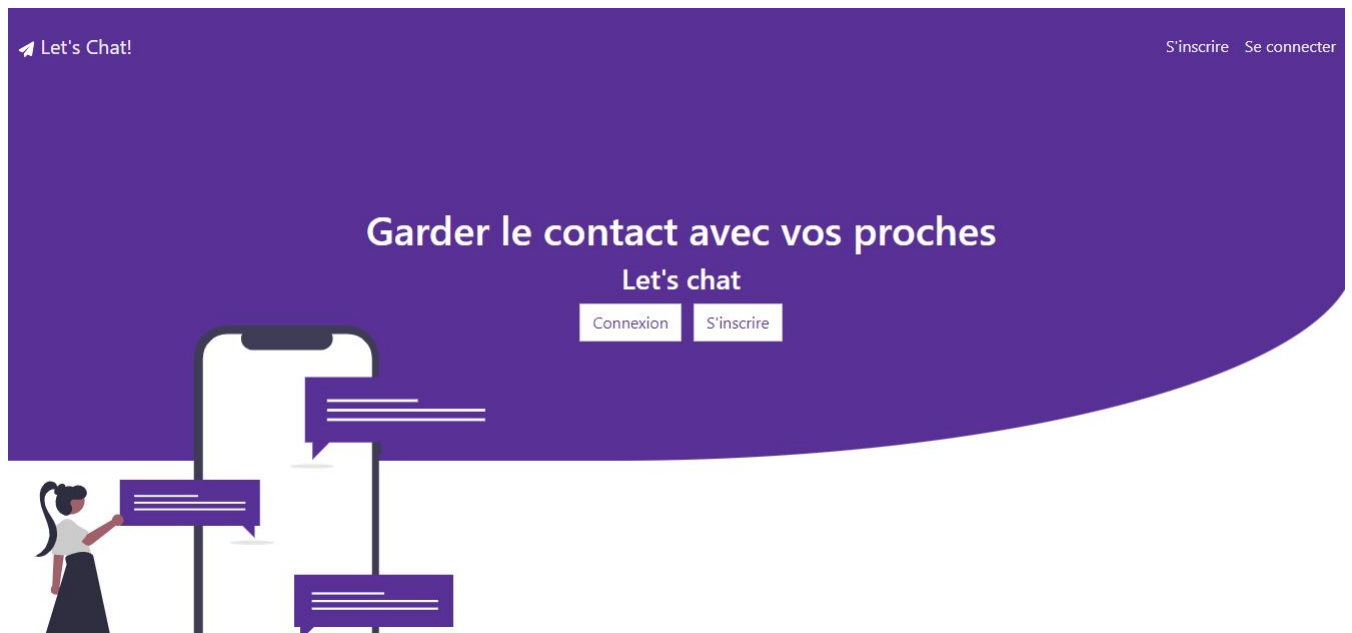 Let's Chat!
S'inscrire Se connecter
Garder le contact avec vos proches
Let's chat
Connexion S'inscrire